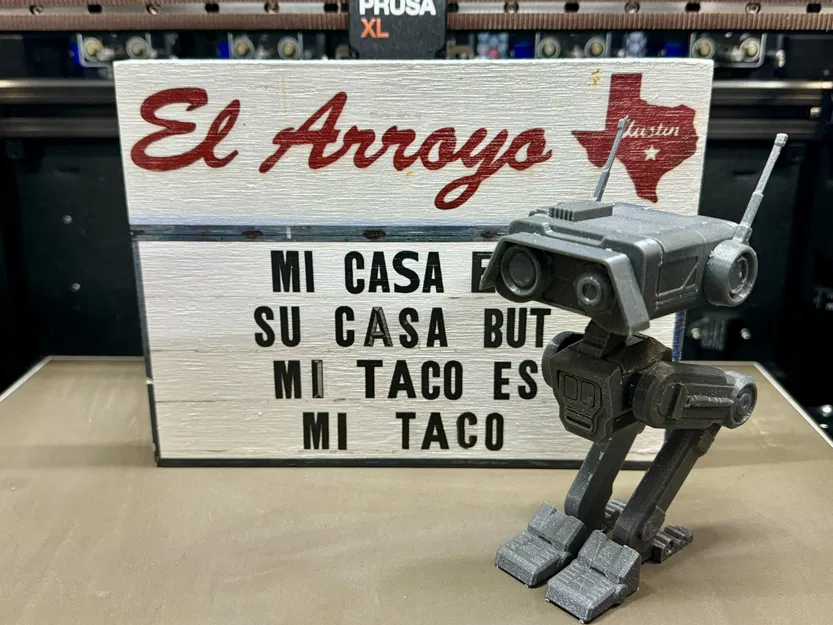 PRUSA
XL
El Arroyo
Austin
MI CASA E
SU CASA BUT
MI TACO ES
MI TACO